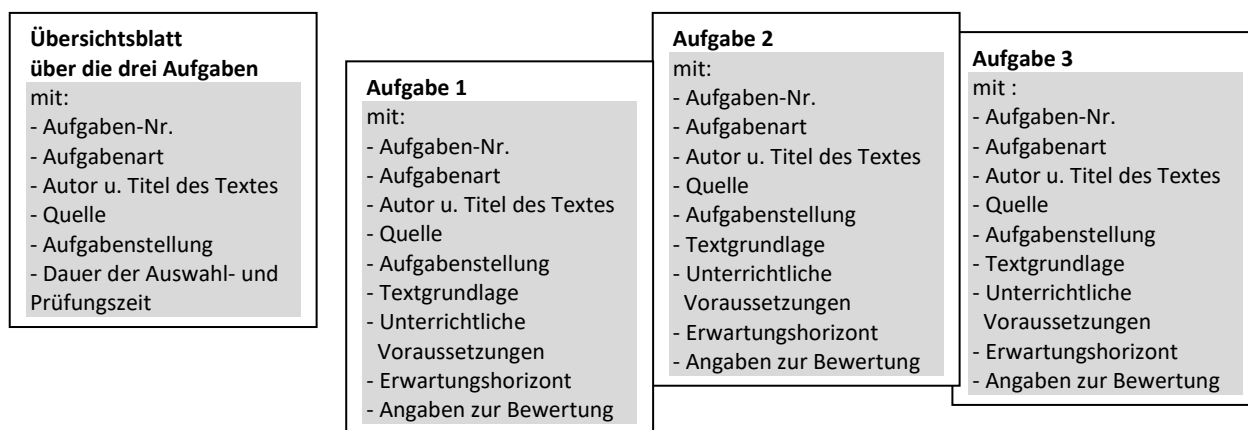 Übersichtsblatt
über die drei Aufgaben
mit:
- Aufgaben-Nr.
- Aufgabenart
- Autor u. Titel des Textes
- Quelle
- Aufgabenstellung
- Dauer der Auswahl- und
Prüfungszeit
Aufgabe 1
mit:
- Aufgaben-Nr.
- Aufgabenart
- Autor u. Titel des Textes
- Quelle
- Aufgabenstellung
- Textgrundlage
- Unterrichtliche
Voraussetzungen
- Erwartungshorizont
- Angaben zur Bewertung
Aufgabe 2
mit:
- Aufgaben-Nr.
- Aufgabenart
- Autor u. Titel des Textes
- Quelle
- Aufgabenstellung
- Textgrundlage
- Unterrichtliche
Voraussetzungen
- Erwartungshorizont
- Angaben zur Bewertung
Aufgabe 3
mit :
- Aufgaben-Nr.
- Aufgabenart
- Autor u. Titel des Textes
- Quelle
- Aufgabenstellung
- Textgrundlage
- Unterrichtliche
Voraussetzungen
- Erwartungshorizont
- Angaben zur Bewertung